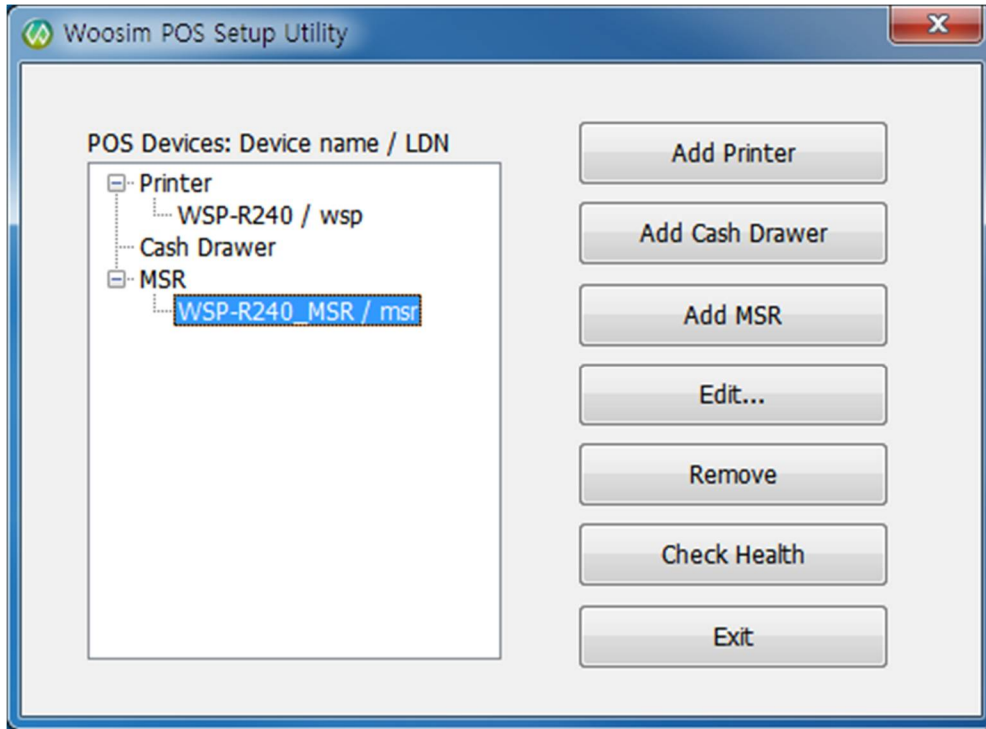 Woosim POS Setup Utility
POS Devices: Device name / LDN
Printer
WSP-R240 / wsp
Cash Drawer
MSR
WSP-R240_MSR / msr
Add Printer
Add Cash Drawer
Add MSR
Edit...
Remove
Check Health
Exit